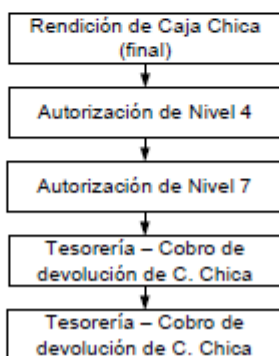 Rendición de Caja Chica
(final)
Autorización de Nivel 4
Autorización de Nivel 7
Tesorería – Cobro de
devolución de C. Chica
Tesorería – Cobro de
devolución de C. Chica